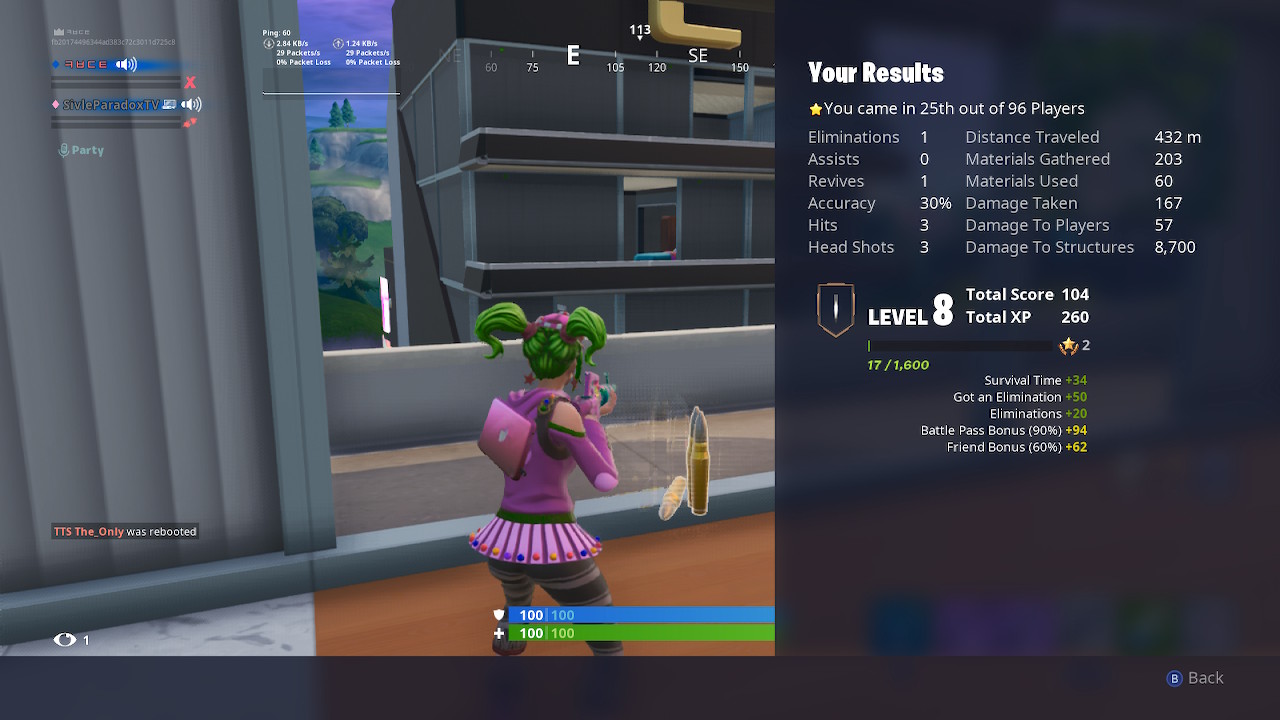 fb20174496344ad383c72c3011d725c8
SivleParadoxTV
Party
Ping: 60
2.84 KB/s 1.24 KB/s
29 Packets/s 29 Packets/s
0% Packet Loss 0% Packet Loss
113
NE E SE
60 75 105 120 150
TTS The_Only was rebooted
1
100 100
100 100
Your Results
You came in 25th out of 96 Players
Eliminations 1 Distance Traveled 432 m
Assists 0 Materials Gathered 203
Revives 1 Materials Used 60
Accuracy 30% Damage Taken 167
Hits 3 Damage To Players 57
Head Shots 3 Damage To Structures 8,700
LEVEL 8 Total Score 104
Total XP 260
2
17 / 1,600
Survival Time +34
Got an Elimination +50
Eliminations +20
Battle Pass Bonus (90%) +94
Friend Bonus (60%) +62
B Back